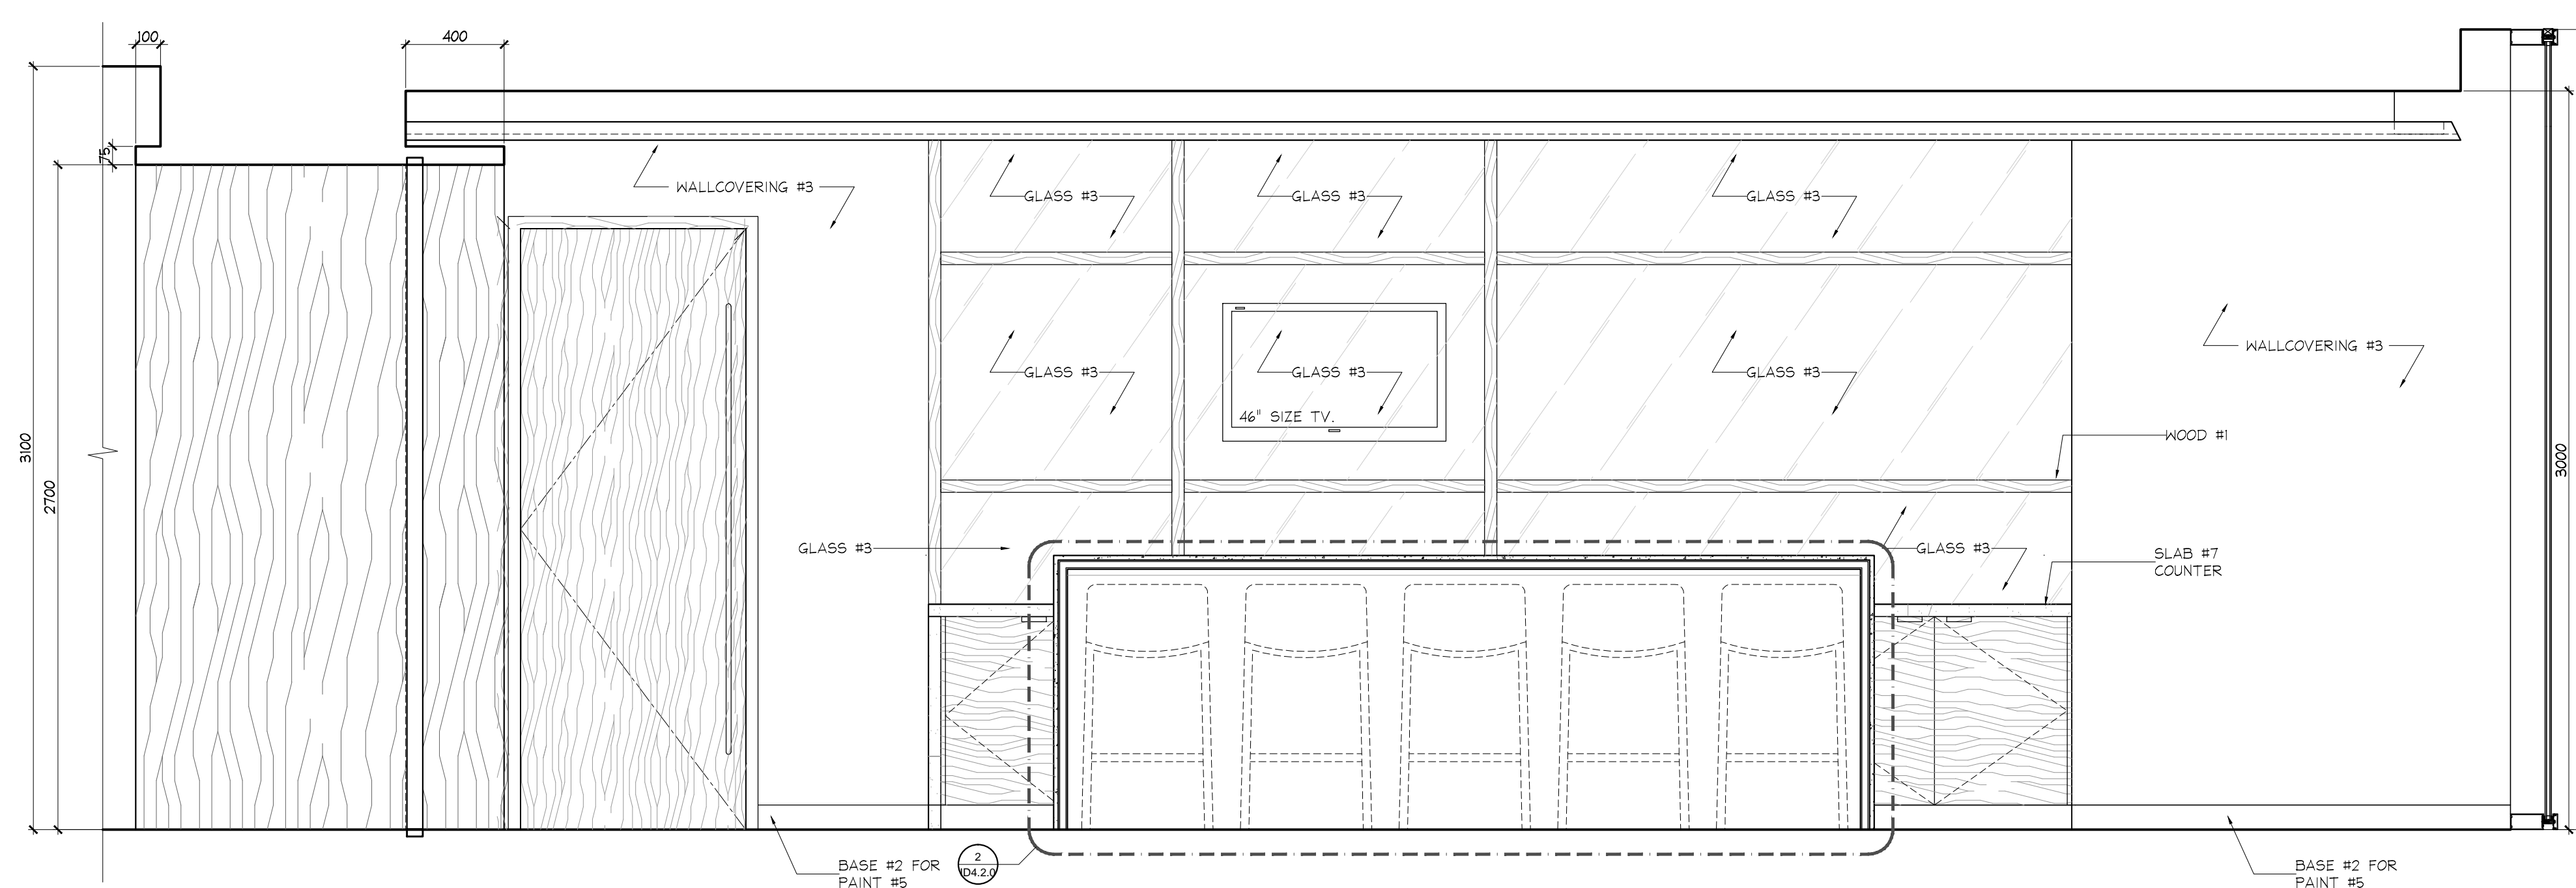 100
400
75
WALLCOVERING #3
GLASS #3
GLASS #3
GLASS #3
WALLCOVERING #3
GLASS #3
GLASS #3
GLASS #3
46" SIZE TV.
WOOD #1
3100
2700
3000
GLASS #3
GLASS #3
SLAB #7
COUNTER
BASE #2 FOR
PAINT #5
2
ID4.2.0
BASE #2 FOR
PAINT #5